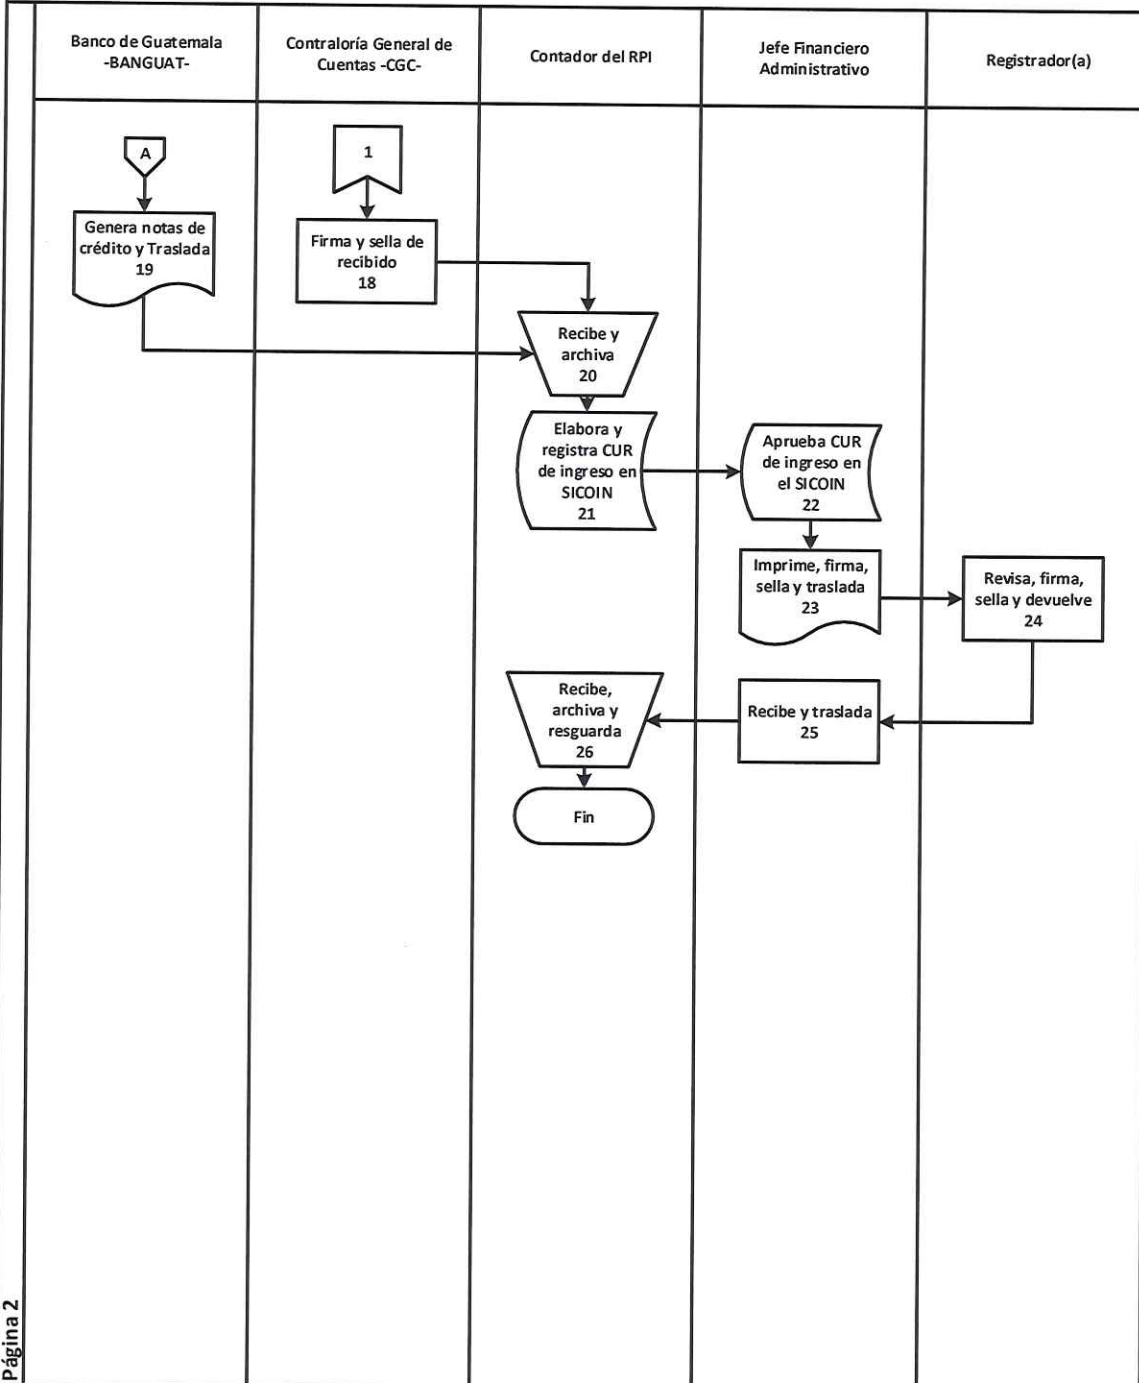 Banco de Guatemala
-BANGUAT-
Contraloría General de
Cuentas -CGC-
Contador del RPI
Jefe Financiero
Administrativo
Registrador(a)
A
1
Genera notas de
crédito y Traslada
19
Firma y sella de
recibido
18
Recibe y
archiva
20
Elabora y
registra CUR
de ingreso en
SICOIN
21
Aprueba CUR
de ingreso en
el SICOIN
22
Imprime, firma,
sella y traslada
23
Revisa, firma,
sella y devuelve
24
Recibe y traslada
25
Recibe,
archiva y
resguarda
26
Fin
Página 2